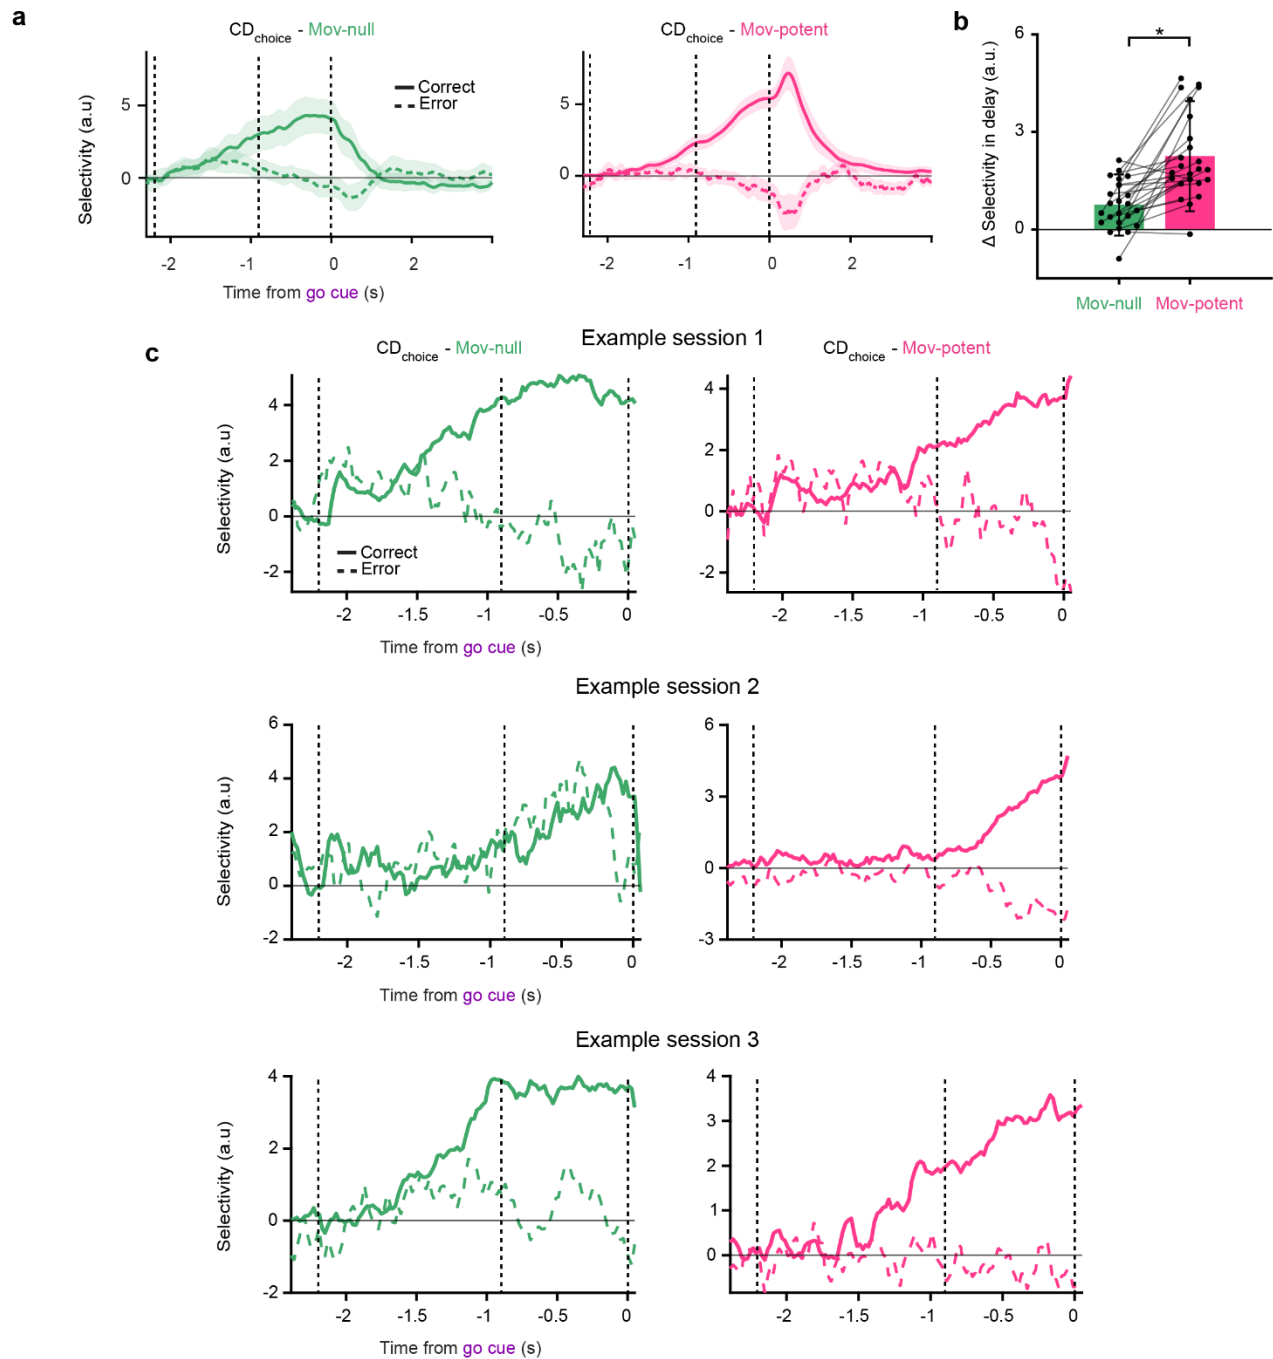 a
CDchoice - Mov-null
CDchoice - Mov-potent
b
Correct
Error
Selectivity (a.u)
5
0
-2
-1
0
2
Time from go cue (s)
5
0
-2
-1
0
2
6
3
0
Δ Selectivity in delay (a.u.)
*
Mov-null
Mov-potent
c
Example session 1
CDchoice - Mov-null
CDchoice - Mov-potent
Selectivity (a.u)
4
2
0
-2
Correct
Error
-2
-1.5
-1
-0.5
0
Time from go cue (s)
4
2
0
-2
-2
-1.5
-1
-0.5
0
Example session 2
Selectivity (a.u)
6
4
2
0
-2
-2
-1.5
-1
-0.5
0
Time from go cue (s)
6
3
0
-3
-2
-1.5
-1
-0.5
0
Example session 3
Selectivity (a.u)
4
2
0
-2
-2
-1.5
-1
-0.5
0
Time from go cue (s)
4
3
2
1
0
-2
-1.5
-1
-0.5
0